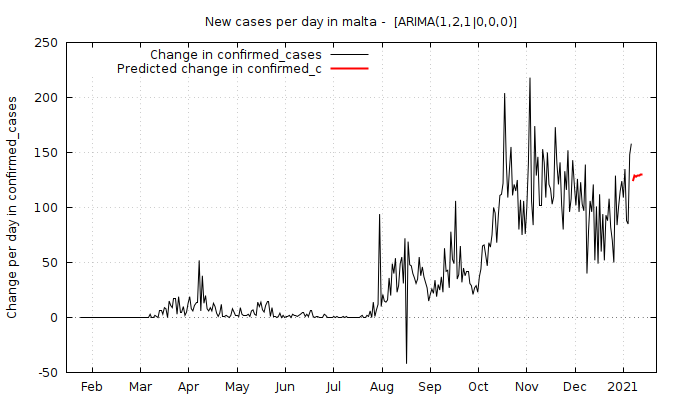 New cases per day in malta -  [ARIMA(1,2,1|0,0,0)]
Change in confirmed_cases
Predicted change in confirmed_c
Change per day in confirmed_cases
250
200
150
100
50
0
-50
Feb Mar Apr May Jun Jul Aug Sep Oct Nov Dec 2021